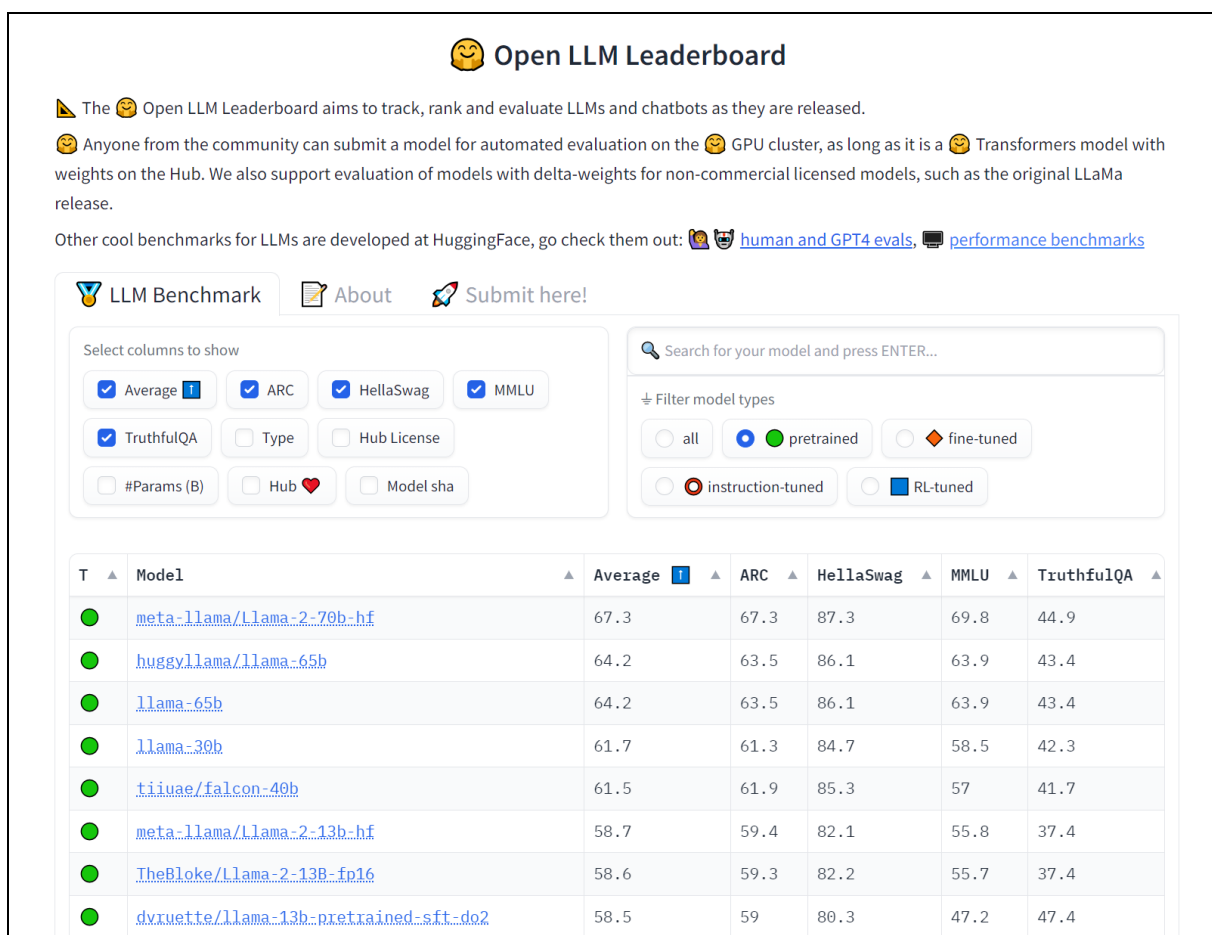 🤗 Open LLM Leaderboard
📐 The 🤗 Open LLM Leaderboard aims to track, rank and evaluate LLMs and chatbots as they are released.
🤗 Anyone from the community can submit a model for automated evaluation on the 🤗 GPU cluster, as long as it is a 🤗 Transformers model with
weights on the Hub. We also support evaluation of models with delta-weights for non-commercial licensed models, such as the original LLaMa
release.
Other cool benchmarks for LLMs are developed at HuggingFace, go check them out: 🙋🤖 human and GPT4 evals, 🖥️ performance benchmarks
🏅 LLM Benchmark 📝 About 🚀 Submit here!
Select columns to show
Average ⬆️ ARC HellaSwag MMLU
TruthfulQA Type Hub License
#Params (B) Hub ❤️ Model sha
🔍 Search for your model and press ENTER...
⏚ Filter model types
all 🟢 pretrained 🔶 fine-tuned
⭕ instruction-tuned 🟦 RL-tuned
T Model Average ⬆️ ARC HellaSwag MMLU TruthfulQA
🟢 meta-llama/Llama-2-70b-hf 67.3 67.3 87.3 69.8 44.9
🟢 huggyllama/llama-65b 64.2 63.5 86.1 63.9 43.4
🟢 llama-65b 64.2 63.5 86.1 63.9 43.4
🟢 llama-30b 61.7 61.3 84.7 58.5 42.3
🟢 tiiuae/falcon-40b 61.5 61.9 85.3 57 41.7
🟢 meta-llama/Llama-2-13b-hf 58.7 59.4 82.1 55.8 37.4
🟢 TheBloke/Llama-2-13B-fp16 58.6 59.3 82.2 55.7 37.4
🟢 dvruette/llama-13b-pretrained-sft-do2 58.5 59 80.3 47.2 47.4